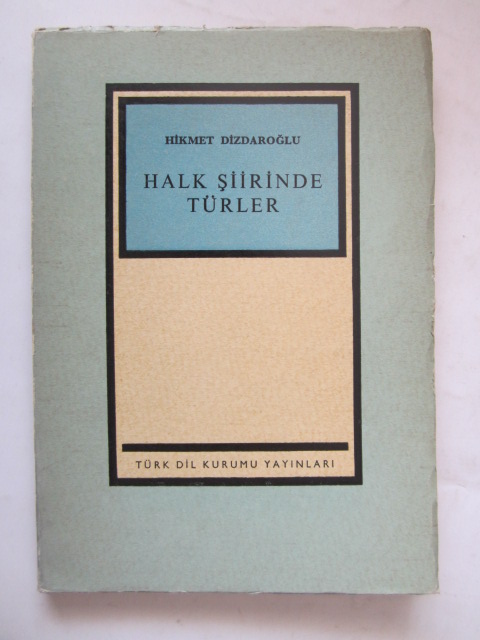 HİKMET DİZDAROĞLU
HALK ŞİİRİNDE
TÜRLER
TÜRK DİL KURUMU YAYINLARI